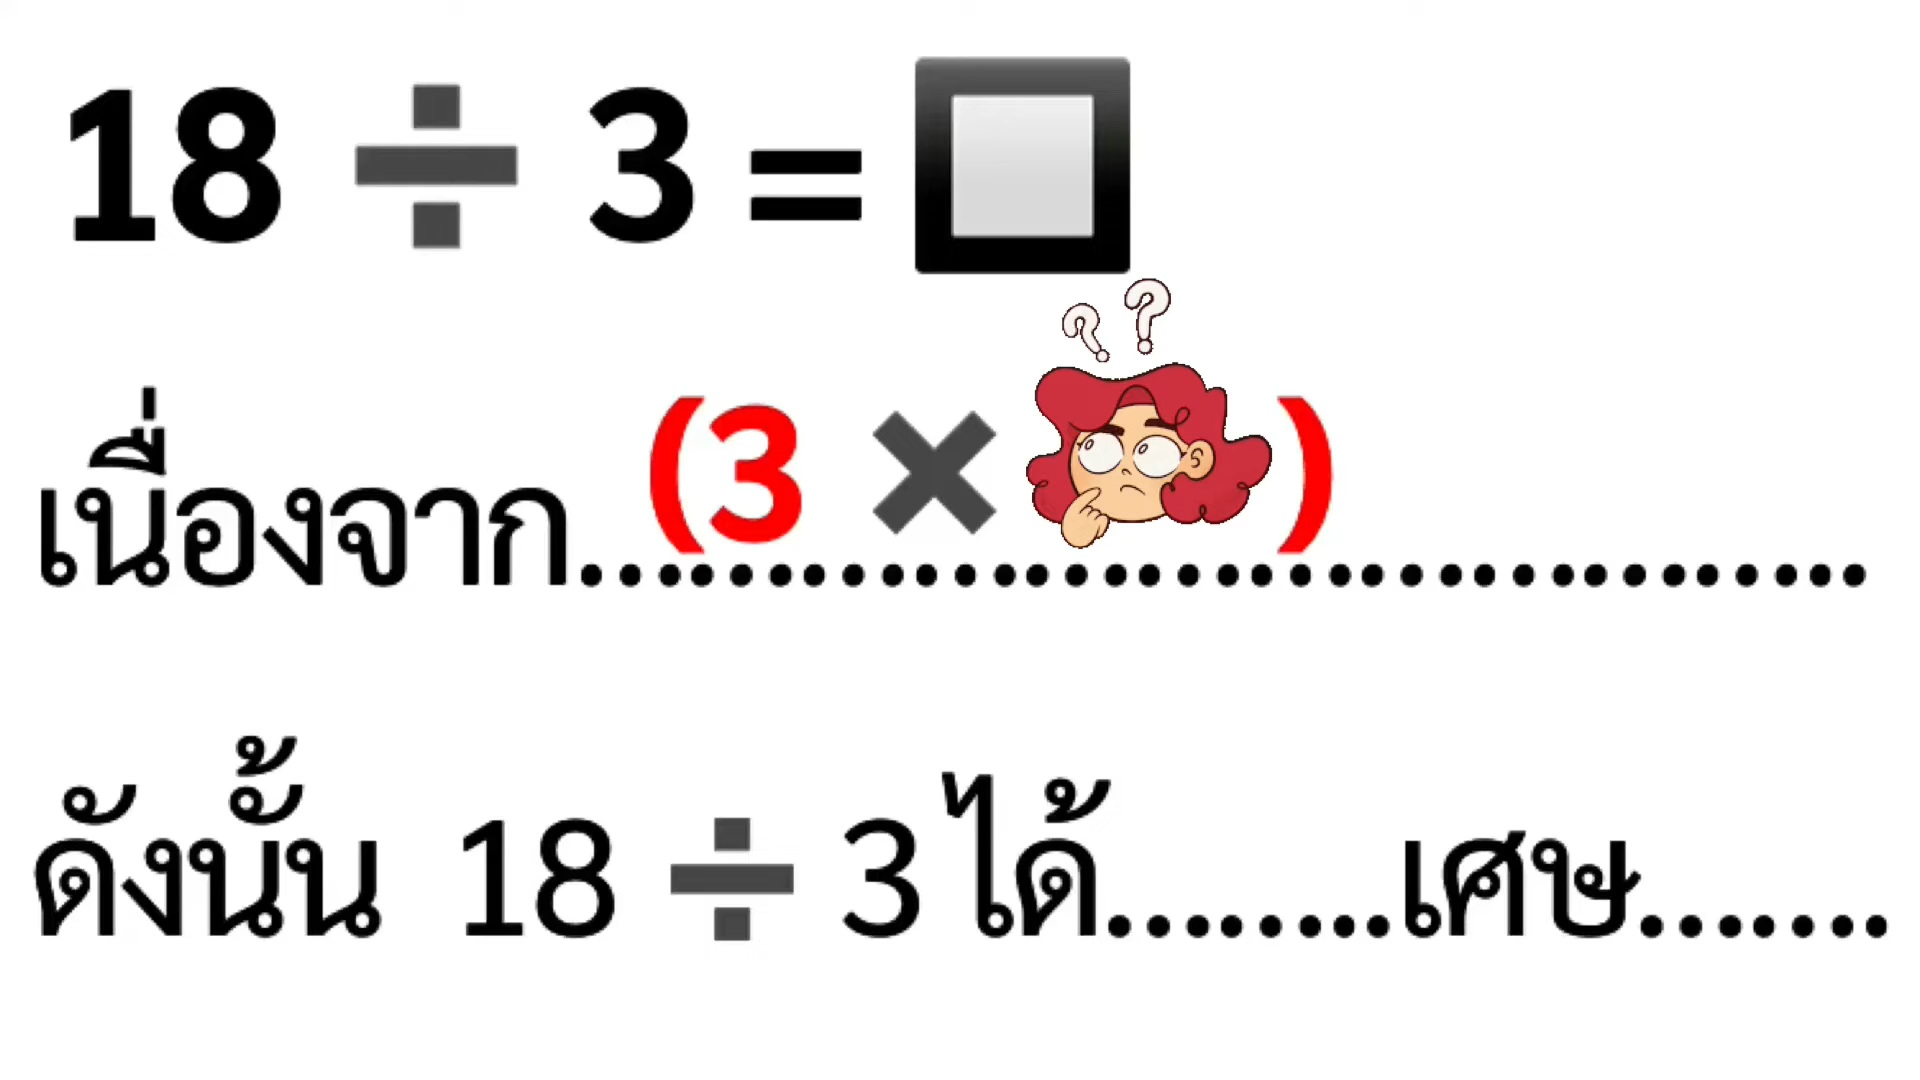 18 ÷ 3 = □
? ?
เนื่องจาก (3 × )........................................
ดังนั้น 18 ÷ 3 ได้........เศษ.......